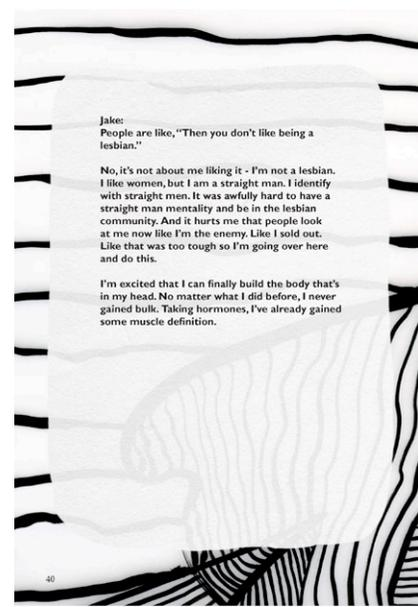 Jake:
People are like, “Then you don’t like being a
lesbian.”
No, it’s not about me liking it - I’m not a lesbian.
I like women, but I am a straight man. I identify
with straight men. It was awfully hard to have a
straight man mentality and be in the lesbian
community. And it hurts me that people look
at me now like I’m the enemy. Like I sold out.
Like that was too tough so I’m going over here
and do this.
I’m excited that I can finally build the body that’s
in my head. No matter what I did before, I never
gained bulk. Taking hormones, I’ve already gained
some muscle definition.
40